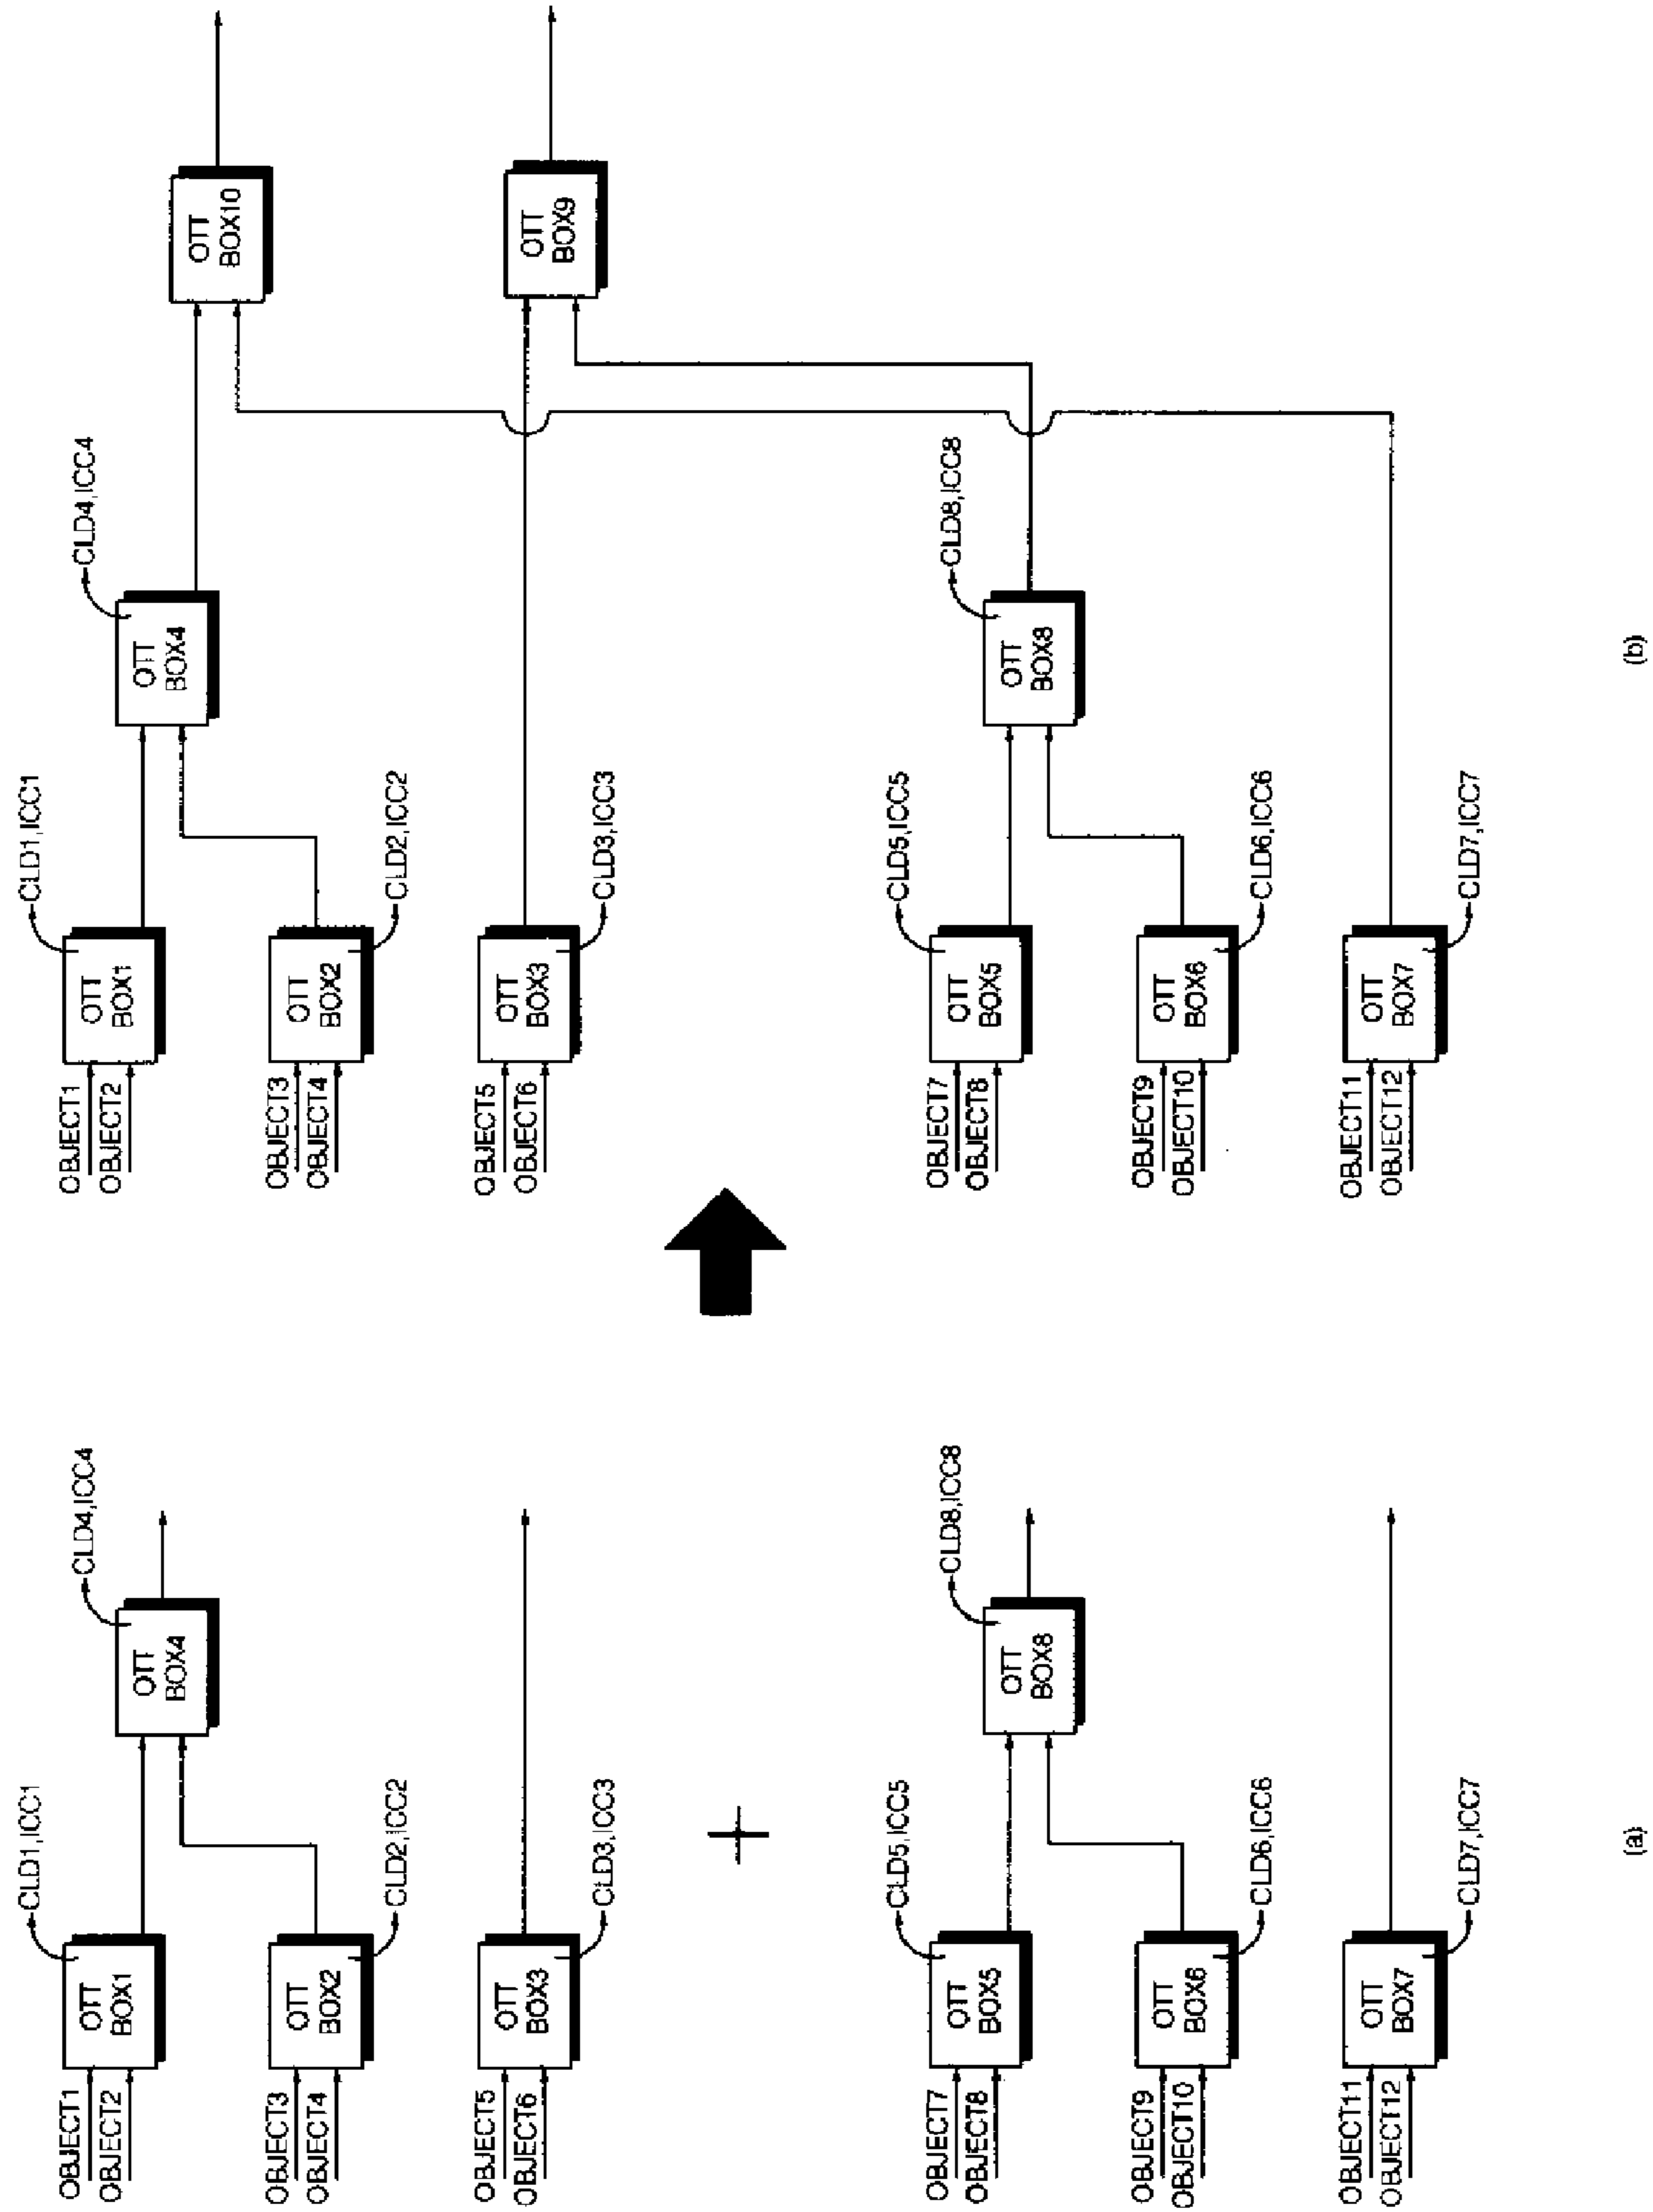 OBJECT1
OBJECT2
OTT
BOX1
CLD1,ICC1
OBJECT3
OBJECT4
OTT
BOX2
CLD2,ICC2
OTT
BOX4
CLD4,ICC4
OBJECT5
OBJECT6
OTT
BOX3
CLD3,ICC3
OBJECT7
OBJECT8
OTT
BOX5
CLD5,ICC5
OBJECT9
OBJECT10
OTT
BOX6
CLD6,ICC6
OTT
BOX8
CLD8,ICC8
OBJECT11
OBJECT12
OTT
BOX7
CLD7,ICC7
(a)
OBJECT1
OBJECT2
OTT
BOX1
CLD1,ICC1
OBJECT3
OBJECT4
OTT
BOX2
CLD2,ICC2
OTT
BOX4
CLD4,ICC4
OTT
BOX10
OBJECT5
OBJECT6
OTT
BOX3
CLD3,ICC3
OTT
BOX9
OBJECT7
OBJECT8
OTT
BOX5
CLD5,ICC5
OBJECT9
OBJECT10
OTT
BOX6
CLD6,ICC6
OTT
BOX8
CLD8,ICC8
OBJECT11
OBJECT12
OTT
BOX7
CLD7,ICC7
(b)